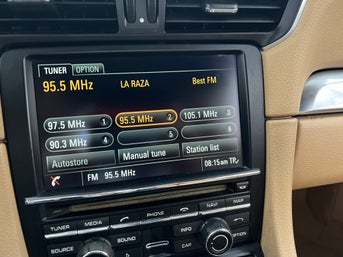 TUNER OPTION
95.5 MHz LA RAZA Best FM
97.5 MHz 1 95.5 MHz 2 105.1 MHz 3
90.3 MHz 4 5 6
Autostore Manual tune Station list
FM 95.5 MHz 08:15am TP
TUNER MEDIA PHONE NAVI MAP
SOURCE SOUND INFO CAR OPTION